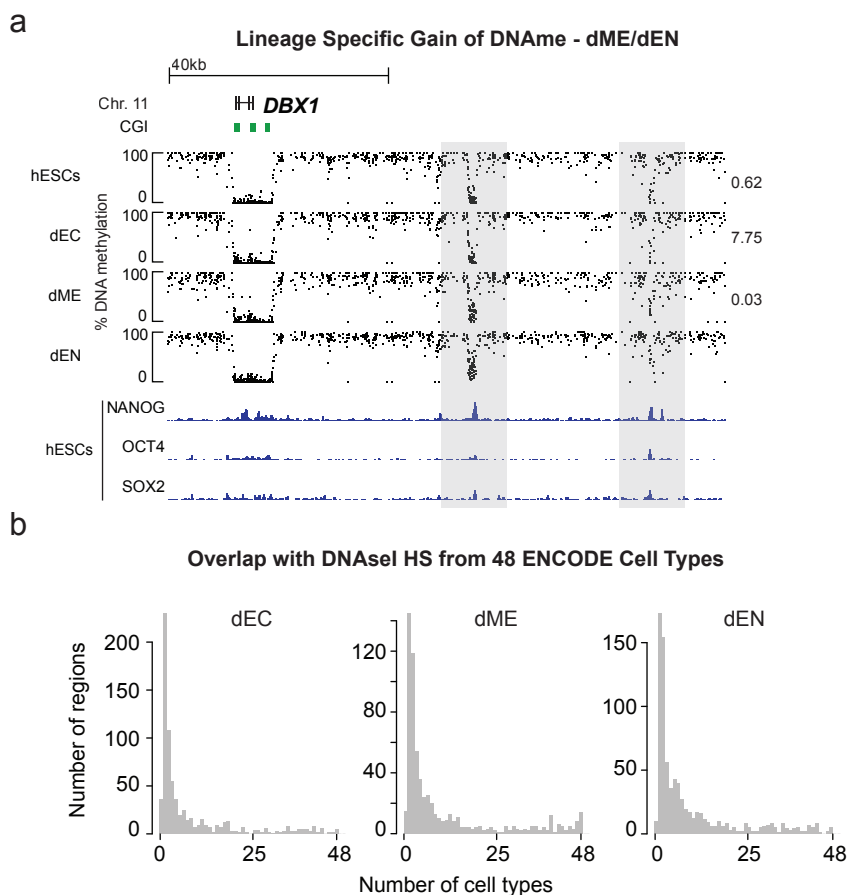 a
Lineage Specific Gain of DNAme - dME/dEN
40kb
Chr. 11
DBX1
CGI
% DNA methylation
hESCs
100
0
0.62
dEC
100
0
7.75
dME
100
0
0.03
dEN
100
0
hESCs
NANOG
OCT4
SOX2
b
Overlap with DNAseI HS from 48 ENCODE Cell Types
Number of regions
dEC
200
150
100
50
0
0 25 48
dME
120
80
40
0
0 25 48
dEN
150
100
50
0
0 25 48
Number of cell types